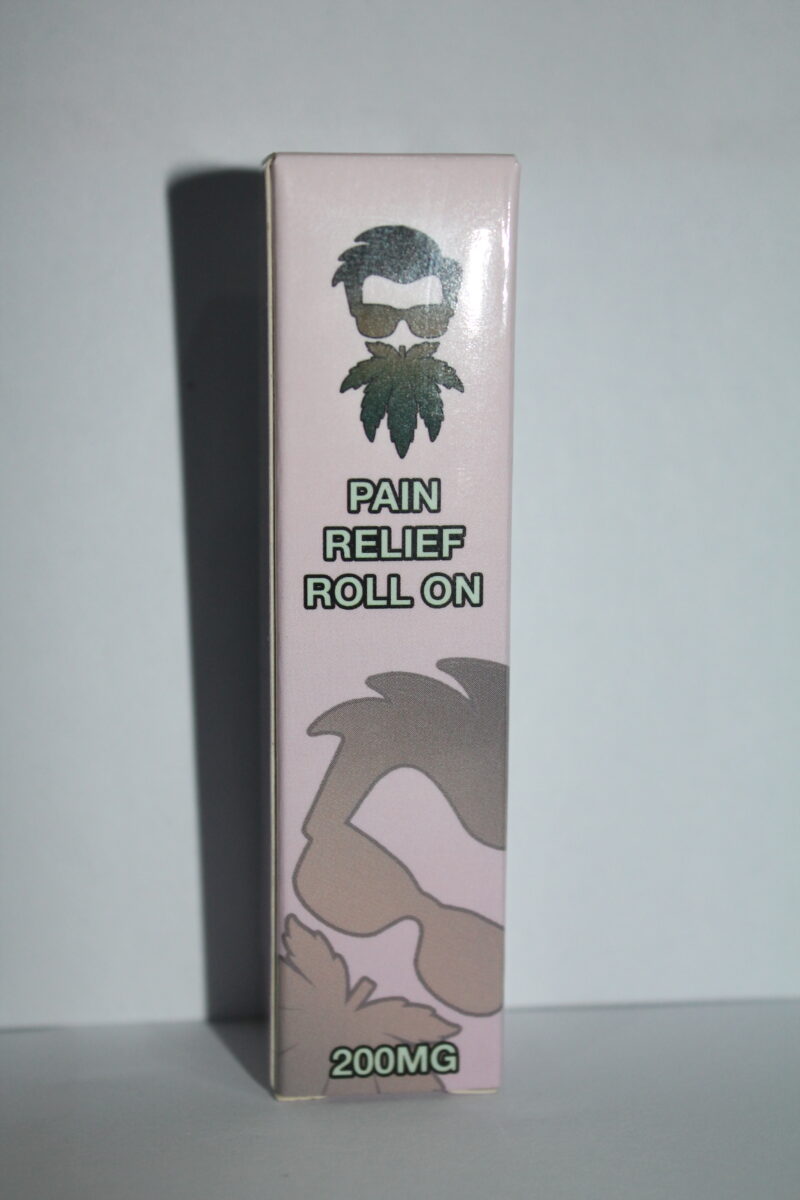 PAIN
RELIEF
ROLL ON
200MG